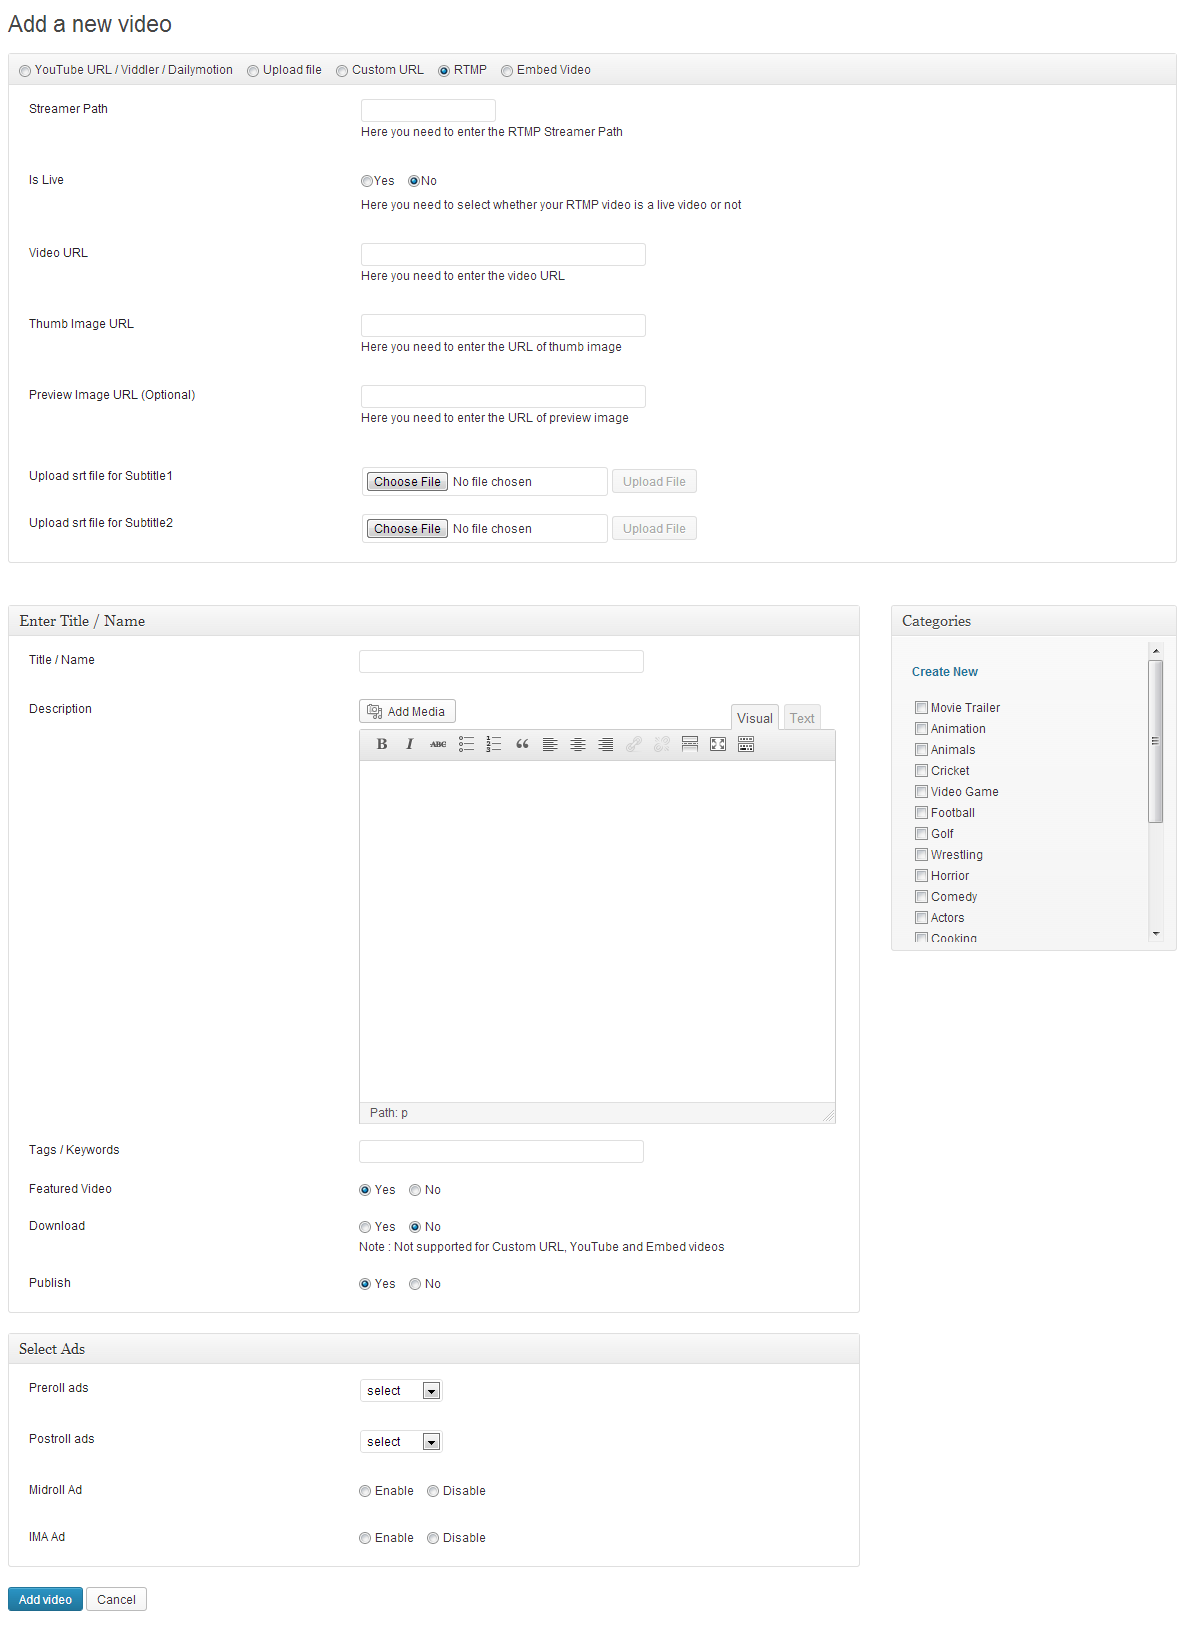 Add a new video
YouTube URL / Viddler / Dailymotion Upload file Custom URL RTMP Embed Video
Streamer Path
Here you need to enter the RTMP Streamer Path
Is Live Yes No
Here you need to select whether your RTMP video is a live video or not
Video URL
Here you need to enter the video URL
Thumb Image URL
Here you need to enter the URL of thumb image
Preview Image URL (Optional)
Here you need to enter the URL of preview image
Upload srt file for Subtitle1 Choose File No file chosen Upload File
Upload srt file for Subtitle2 Choose File No file chosen Upload File
Enter Title / Name
Title / Name
Description Add Media Visual Text
B I ABC
Path: p
Tags / Keywords
Featured Video Yes No
Download Yes No
Note : Not supported for Custom URL, YouTube and Embed videos
Publish Yes No
Categories
Create New
Movie Trailer
Animation
Animals
Cricket
Video Game
Football
Golf
Wrestling
Horrior
Comedy
Actors
Cooking
Select Ads
Preroll ads select
Postroll ads select
Midroll Ad Enable Disable
IMA Ad Enable Disable
Add video Cancel